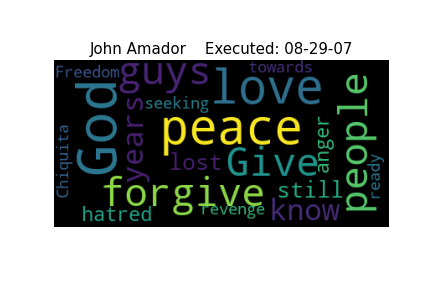 John Amador    Executed: 08-29-07
Freedom
guys
towards
God
love
people
seeking
years
peace
anger
Chiquita
lost
Give
ready
forgive
still
hatred
revenge
know